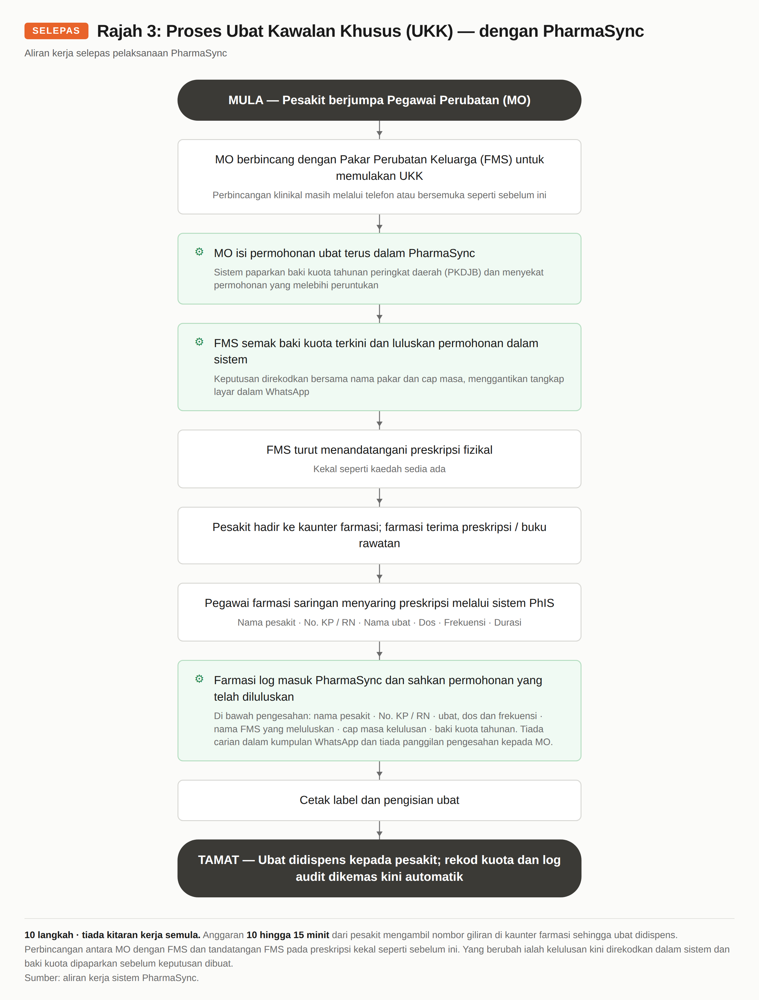 SELEPAS
Rajah 3: Proses Ubat Kawalan Khusus (UKK) — dengan PharmaSync
Aliran kerja selepas pelaksanaan PharmaSync
MULA — Pesakit berjumpa Pegawai Perubatan (MO)
MO berbincang dengan Pakar Perubatan Keluarga (FMS) untuk
memulakan UKK
Perbincangan klinikal masih melalui telefon atau bersemuka seperti sebelum ini
MO isi permohonan ubat terus dalam PharmaSync
Sistem paparkan baki kuota tahunan peringkat daerah (PKDJB) dan menyekat
permohonan yang melebihi peruntukan
FMS semak baki kuota terkini dan luluskan permohonan dalam
sistem
Keputusan direkodkan bersama nama pakar dan cap masa, menggantikan tangkap
layar dalam WhatsApp
FMS turut menandatangani preskripsi fizikal
Kekal seperti kaedah sedia ada
Pesakit hadir ke kaunter farmasi; farmasi terima preskripsi / buku
rawatan
Pegawai farmasi saringan menyaring preskripsi melalui sistem PhIS
Nama pesakit · No. KP / RN · Nama ubat · Dos · Frekuensi · Durasi
Farmasi log masuk PharmaSync dan sahkan permohonan yang
telah diluluskan
Di bawah pengesahan: nama pesakit · No. KP / RN · ubat, dos dan frekuensi ·
nama FMS yang meluluskan · cap masa kelulusan · baki kuota tahunan. Tiada
carian dalam kumpulan WhatsApp dan tiada panggilan pengesahan kepada MO.
Cetak label dan pengisian ubat
TAMAT — Ubat didispens kepada pesakit; rekod kuota dan log
audit dikemas kini automatik
10 langkah · tiada kitaran kerja semula. Anggaran 10 hingga 15 minit dari pesakit mengambil nombor giliran di kaunter farmasi sehingga ubat didispens.
Perbincangan antara MO dengan FMS dan tandatangan FMS pada preskripsi kekal seperti sebelum ini. Yang berubah ialah kelulusan kini direkodkan dalam sistem dan
baki kuota dipaparkan sebelum keputusan dibuat.
Sumber: aliran kerja sistem PharmaSync.